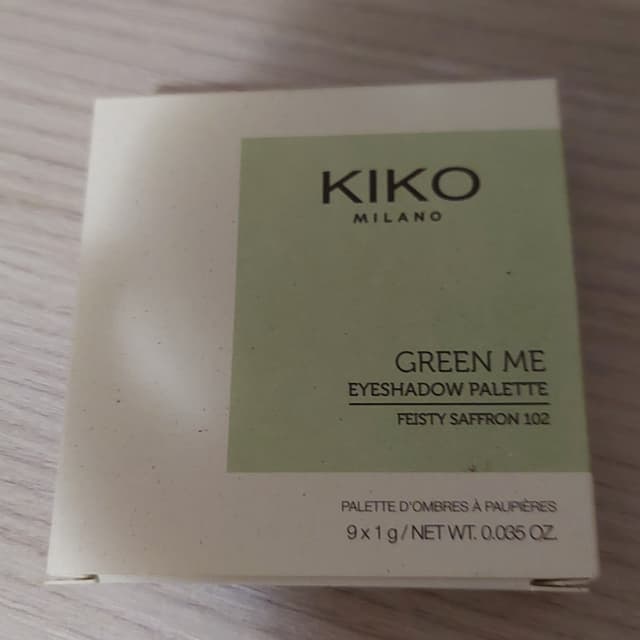 KIKO
MILANO
GREEN ME
EYESHADOW PALETTE
FEISTY SAFFRON 102
PALETTE D'OMBRES À PAUPIÈRES
9 x 1 g / NET WT. 0.035 OZ.